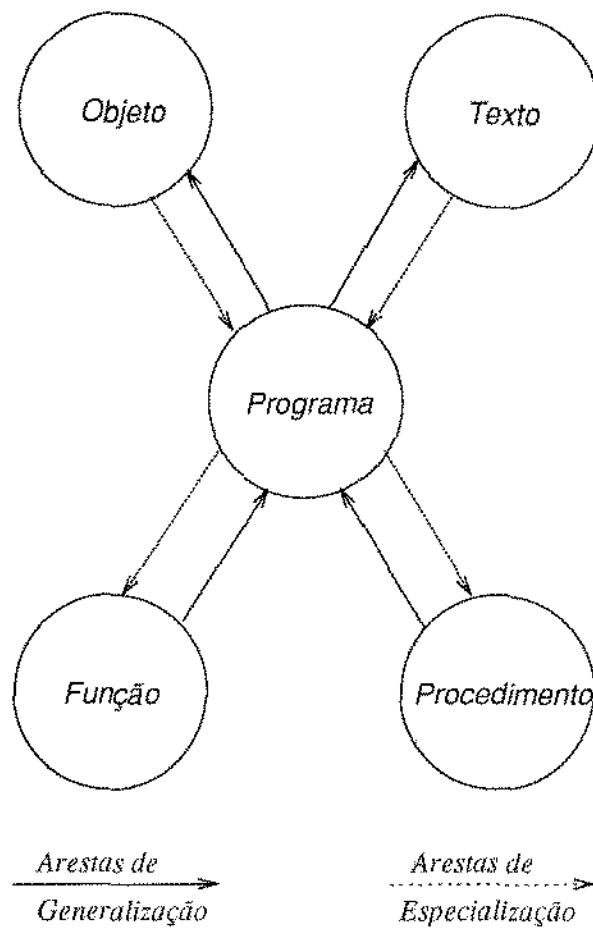 Objeto
Texto
Programa
Função
Procedimento
Arestas de
Generalização
Arestas de
Especialização